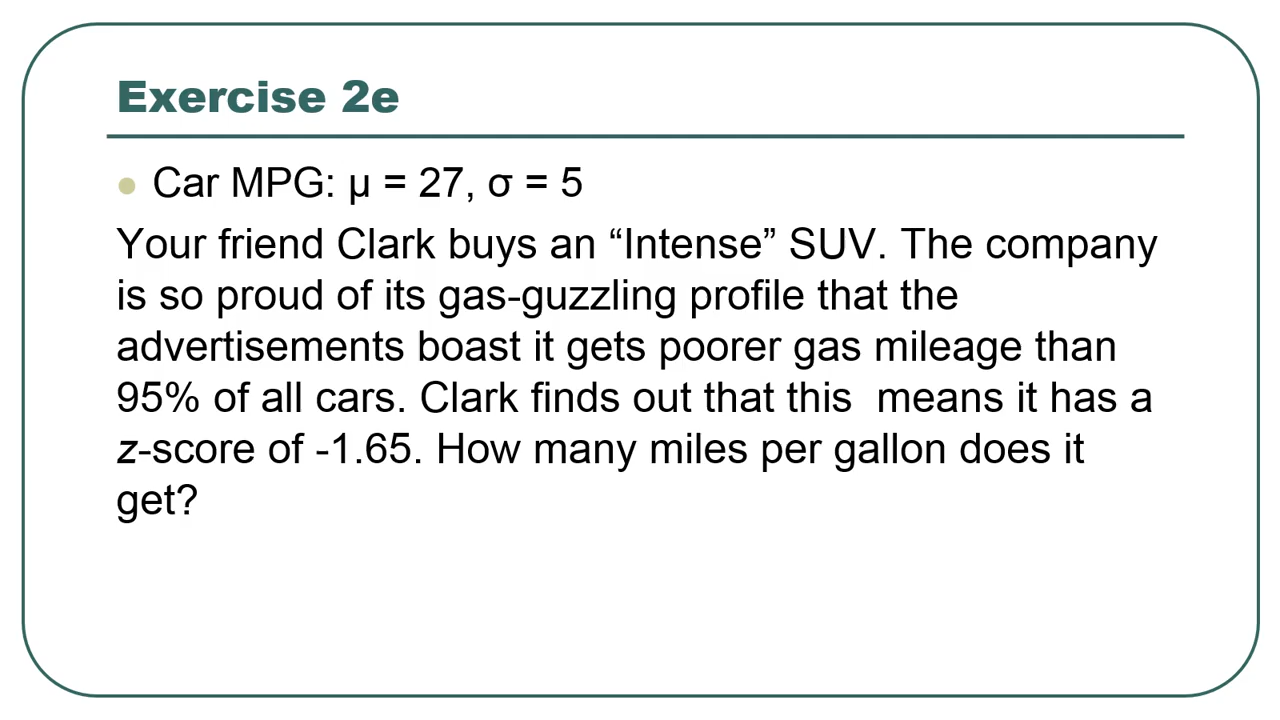 Exercise 2e
Car MPG: μ = 27, σ = 5
Your friend Clark buys an “Intense” SUV. The company
is so proud of its gas-guzzling profile that the
advertisements boast it gets poorer gas mileage than
95% of all cars. Clark finds out that this  means it has a
z-score of -1.65. How many miles per gallon does it
get?